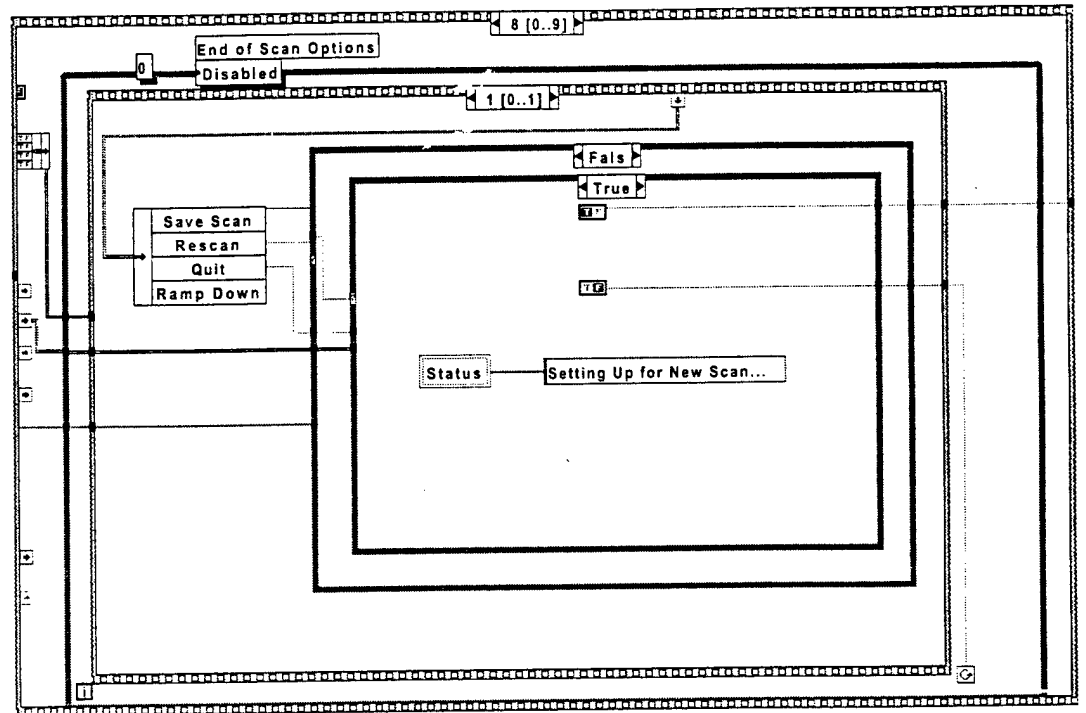 8 [0..9]
End of Scan Options
0
Disabled
1 [0..1]
Fals
True
T
Save Scan
Rescan
Quit
Ramp Down
F
Status
Setting Up for New Scan...
i